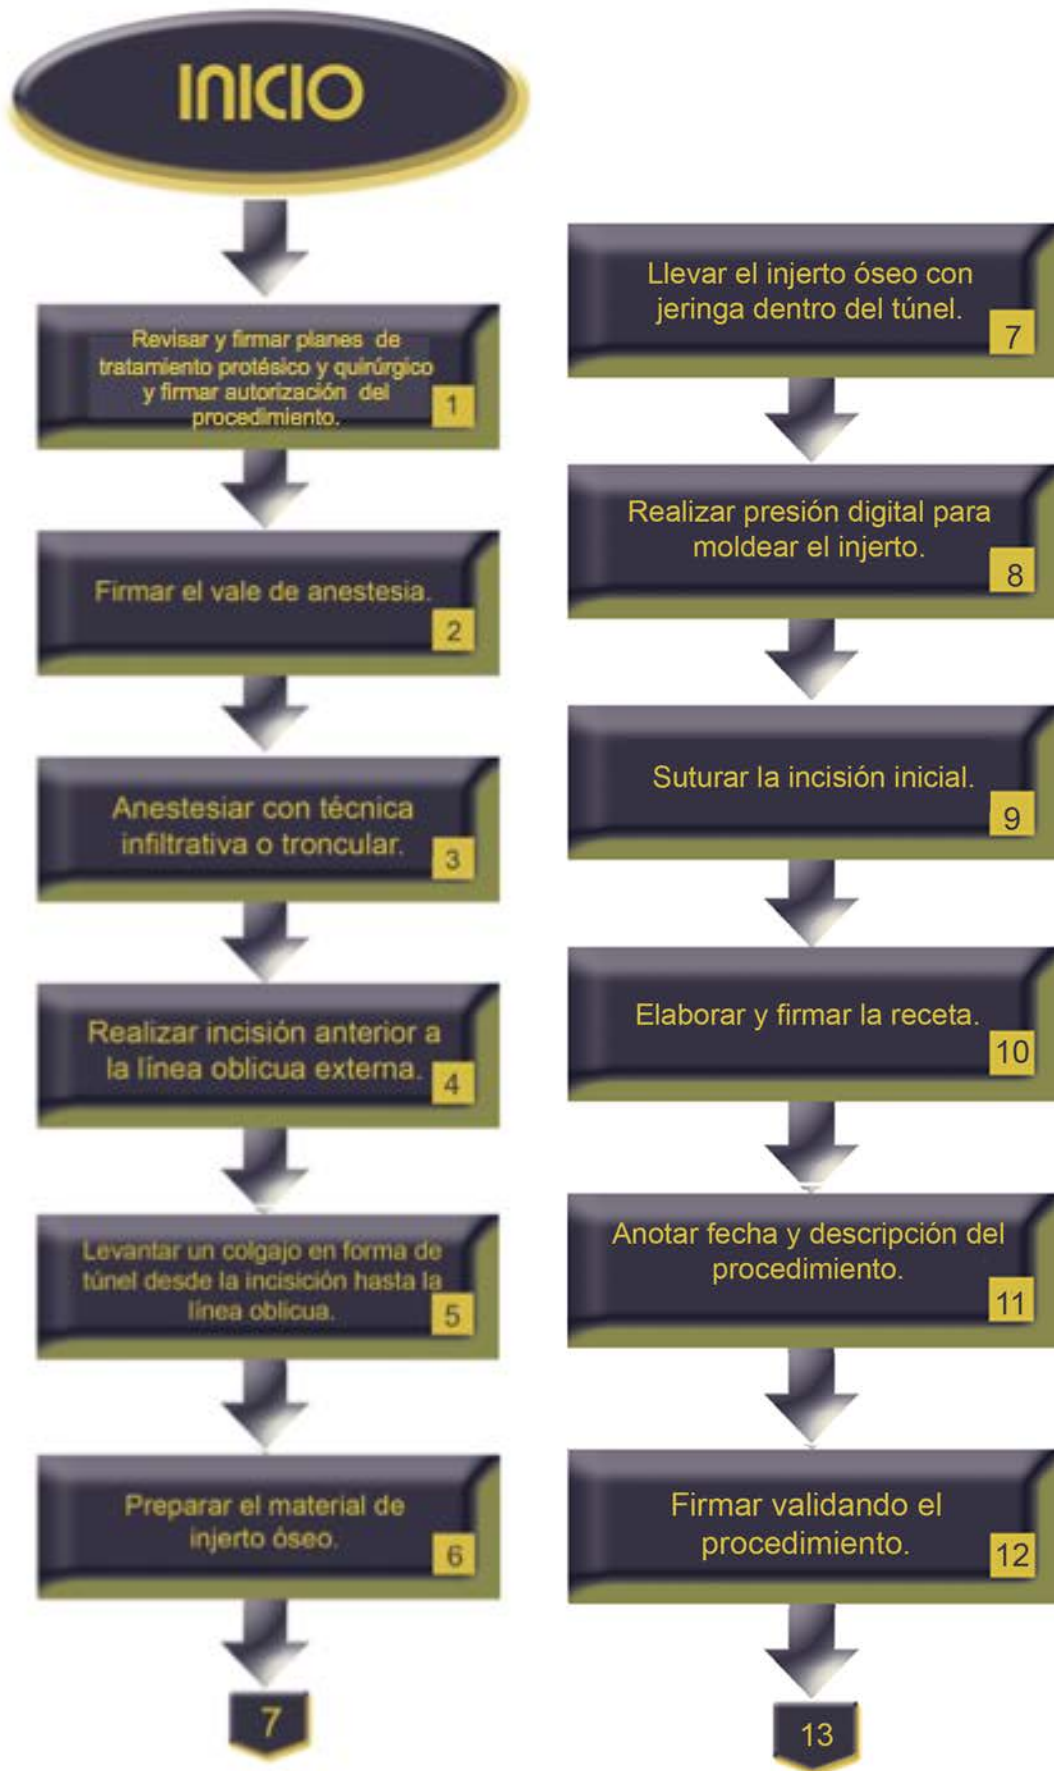 INICIO
Revisar y firmar planes de
tratamiento protésico y quirúrgico
y firmar autorización del
procedimiento.
1
Firmar el vale de anestesia.
2
Anestesiar con técnica
infiltrativa o troncular.
3
Realizar incisión anterior a
la línea oblicua externa.
4
Levantar un colgajo en forma de
túnel desde la incisición hasta la
línea oblicua.
5
Preparar el material de
injerto óseo.
6
7
Llevar el injerto óseo con
jeringa dentro del túnel.
7
Realizar presión digital para
moldear el injerto.
8
Suturar la incisión inicial.
9
Elaborar y firmar la receta.
10
Anotar fecha y descripción del
procedimiento.
11
Firmar validando el
procedimiento.
12
13